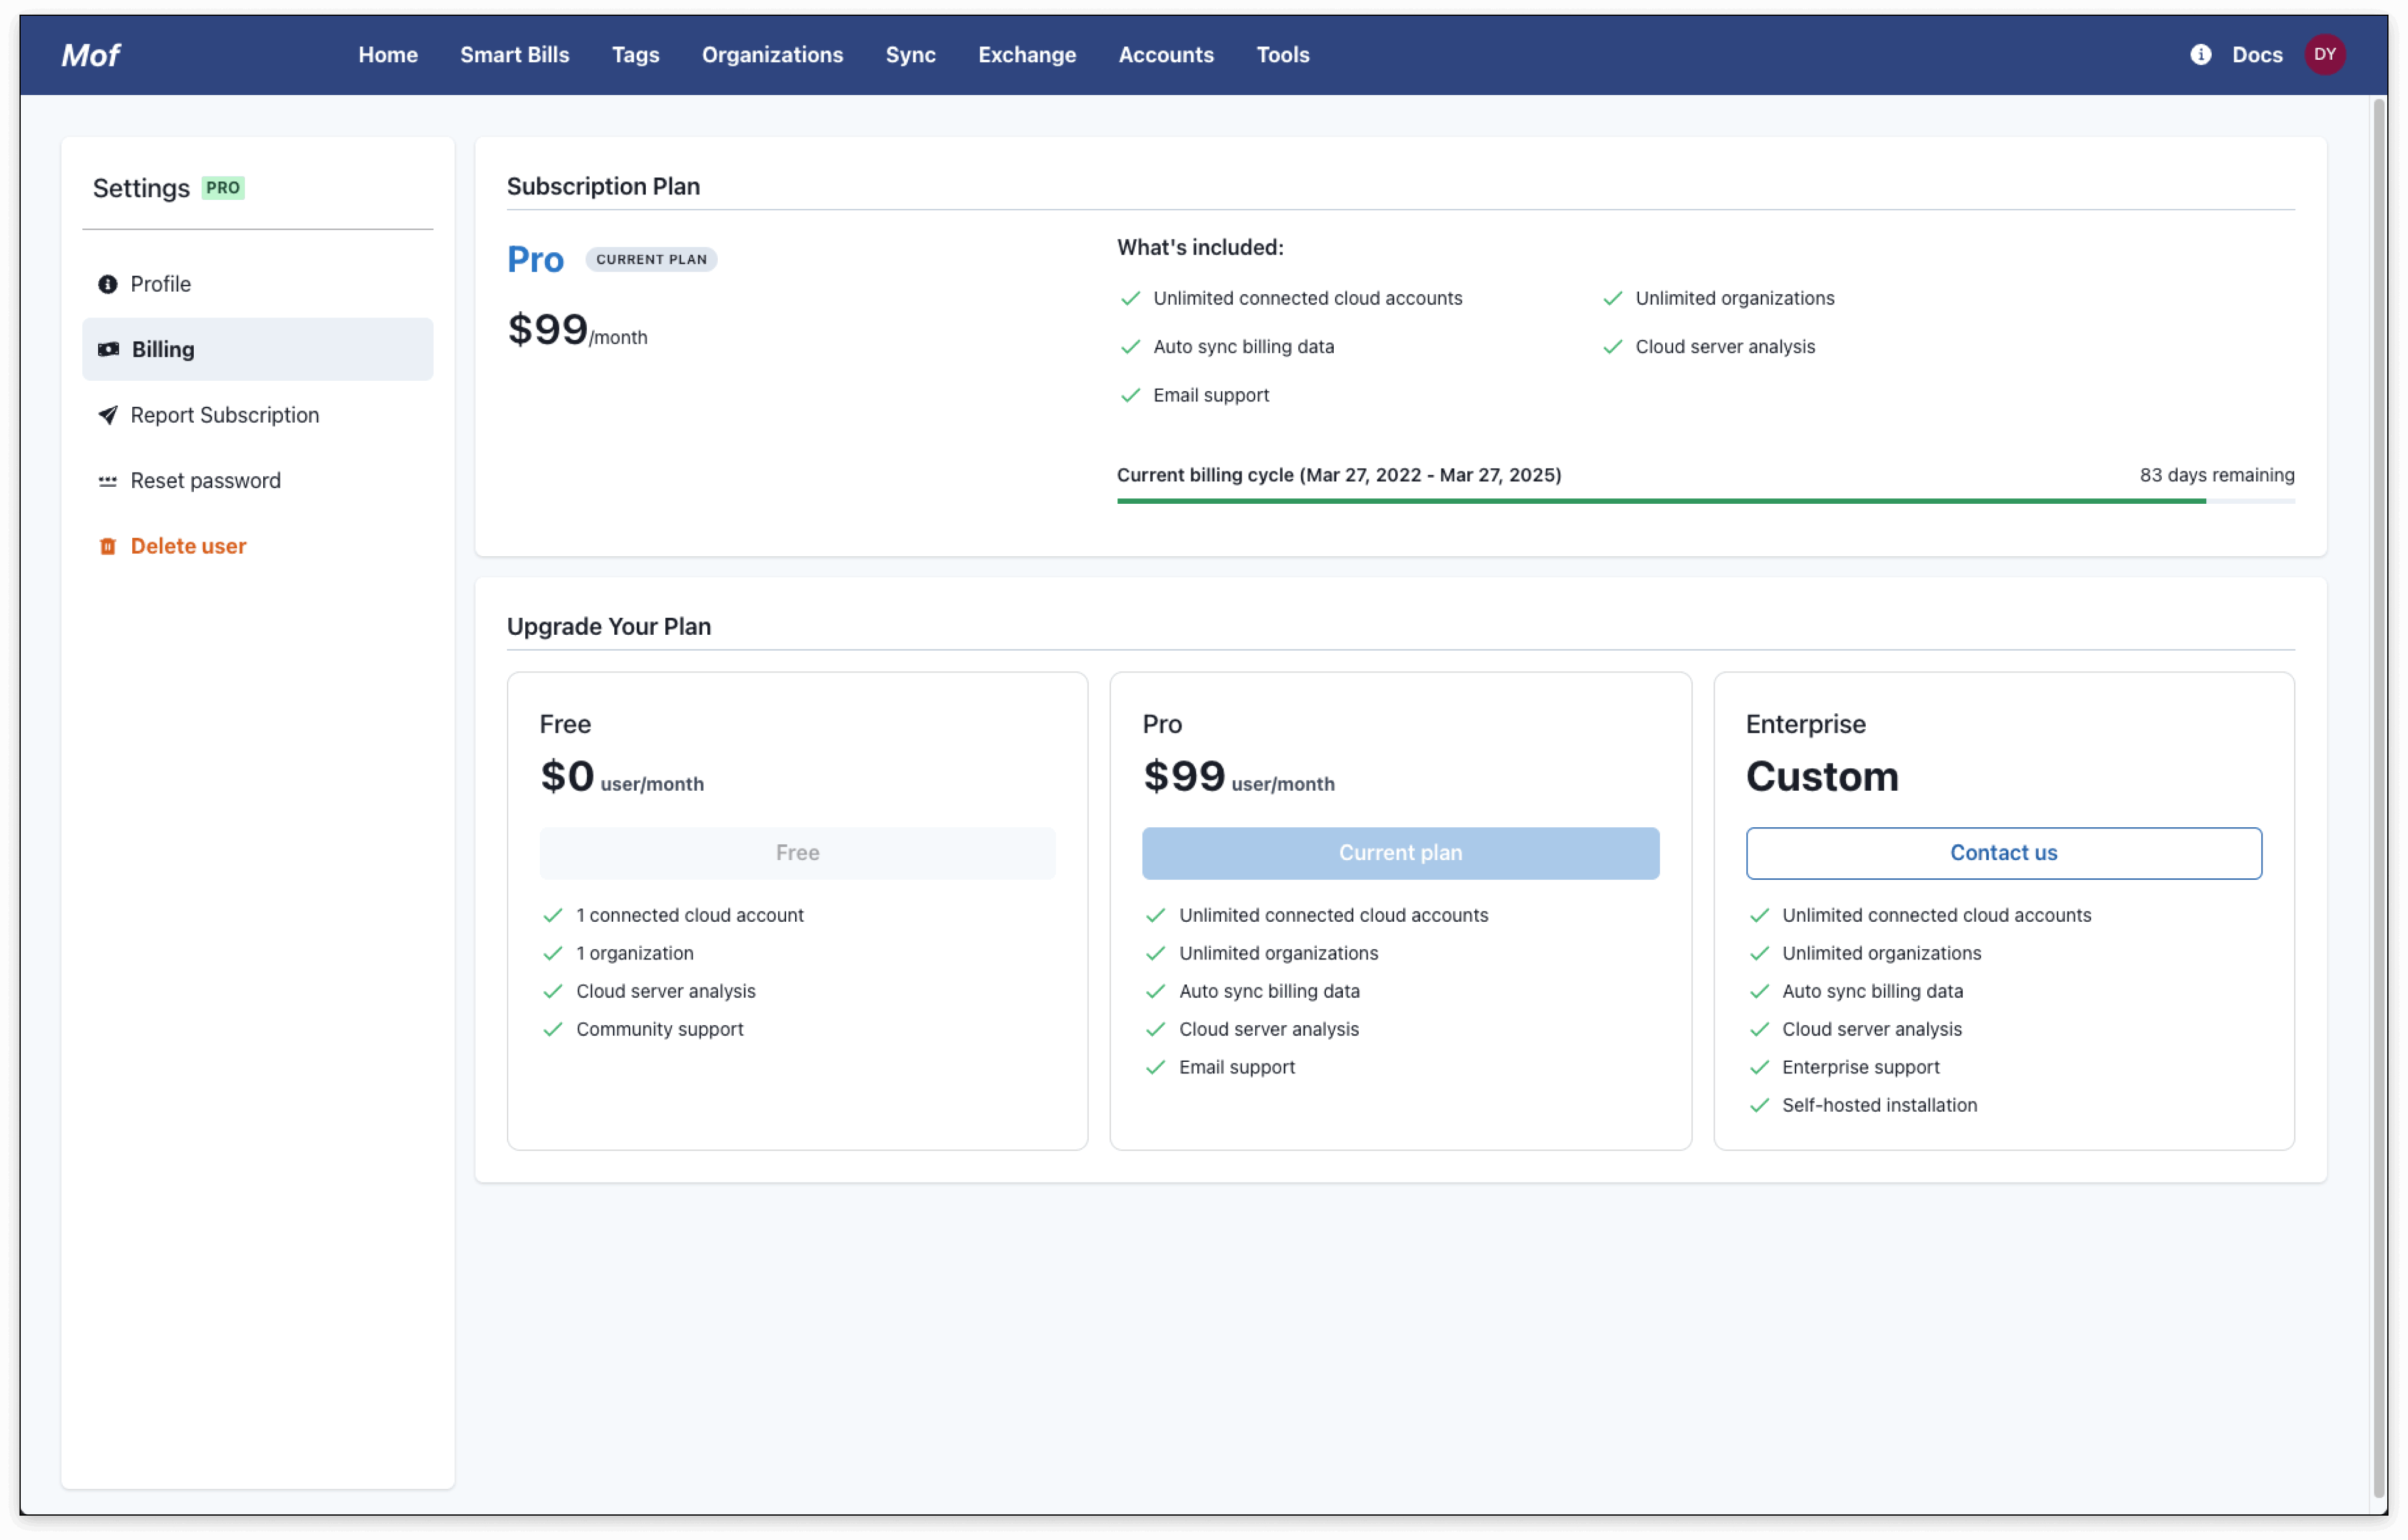 Mof Home Smart Bills Tags Organizations Sync Exchange Accounts Tools Docs DY
Settings PRO
Profile
Billing
Report Subscription
Reset password
Delete user
Subscription Plan
Pro CURRENT PLAN
$99/month
What's included:
Unlimited connected cloud accounts
Unlimited organizations
Auto sync billing data
Cloud server analysis
Email support
Current billing cycle (Mar 27, 2022 - Mar 27, 2025) 83 days remaining
Upgrade Your Plan
Free
$0 user/month
Free
1 connected cloud account
1 organization
Cloud server analysis
Community support
Pro
$99 user/month
Current plan
Unlimited connected cloud accounts
Unlimited organizations
Auto sync billing data
Cloud server analysis
Email support
Enterprise
Custom
Contact us
Unlimited connected cloud accounts
Unlimited organizations
Auto sync billing data
Cloud server analysis
Enterprise support
Self-hosted installation